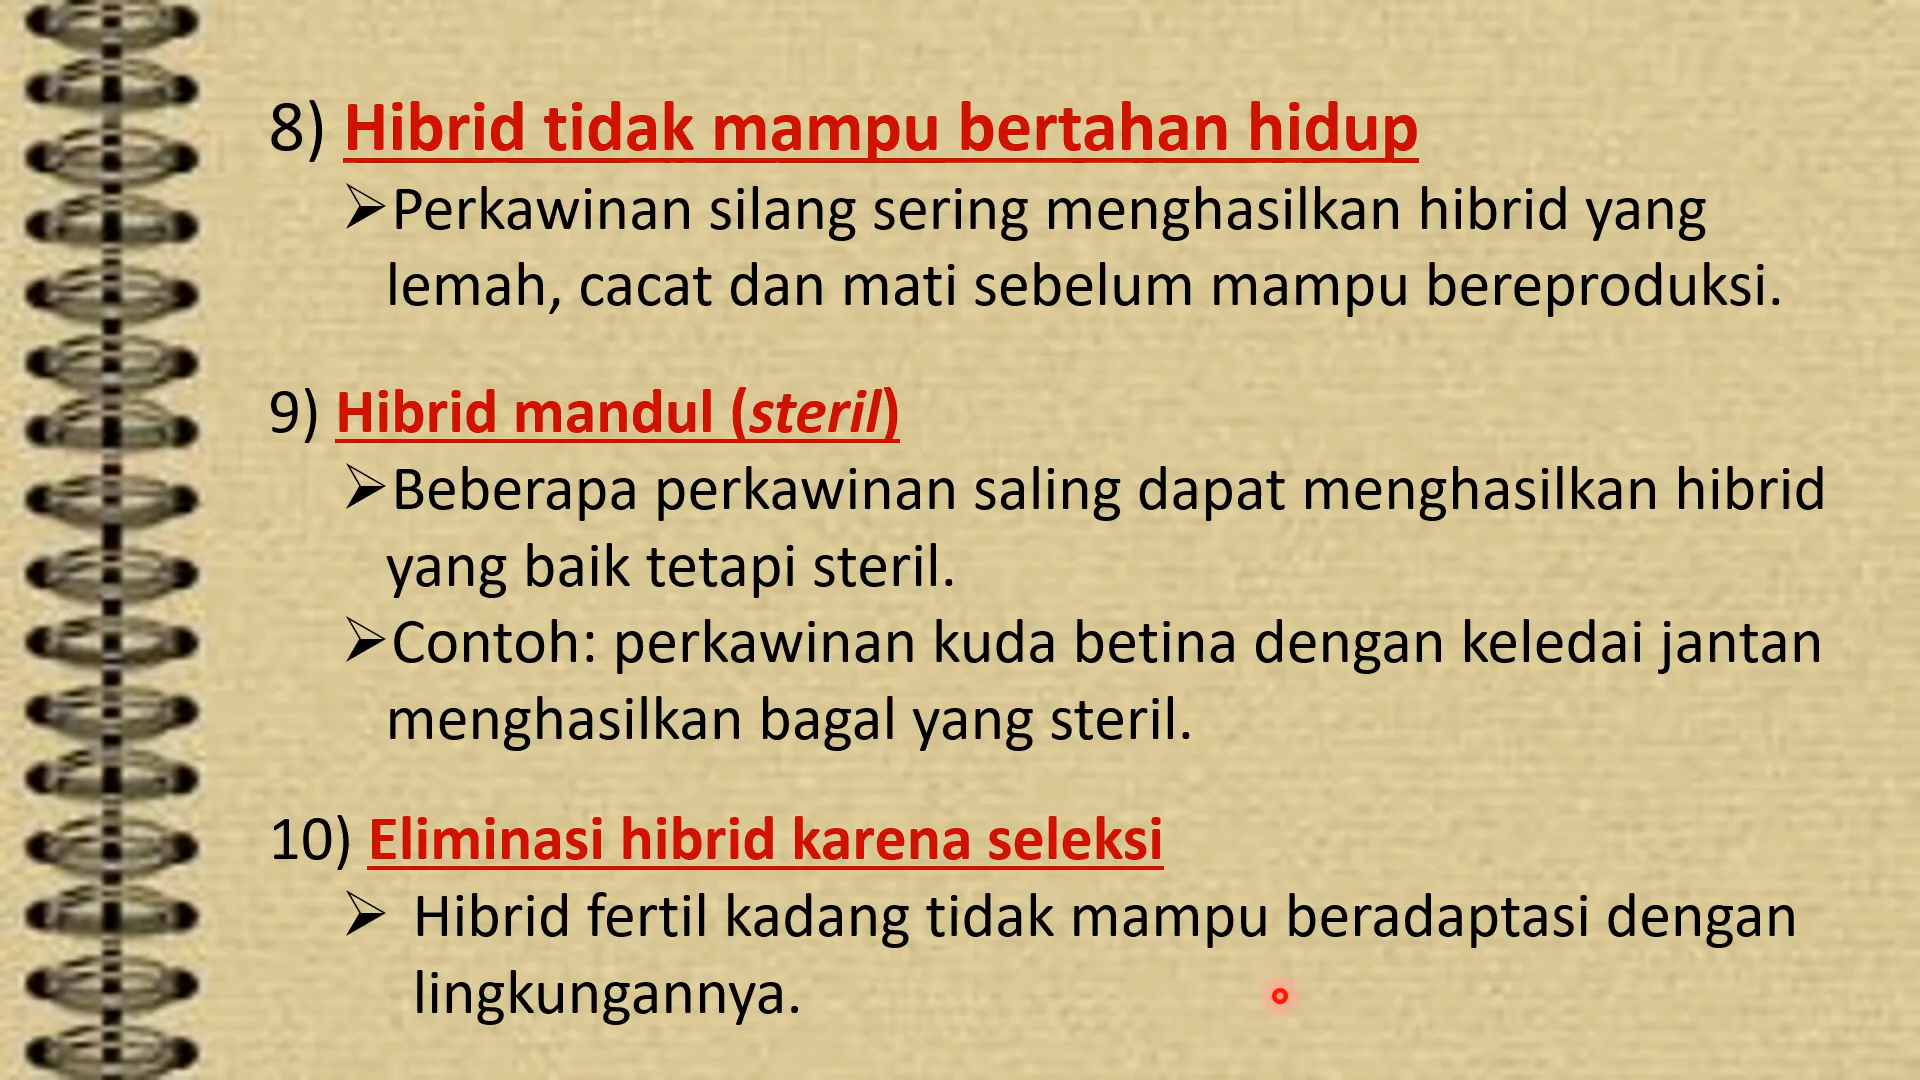 8) Hibrid tidak mampu bertahan hidup
➢Perkawinan silang sering menghasilkan hibrid yang
lemah, cacat dan mati sebelum mampu bereproduksi.
9) Hibrid mandul (steril)
➢Beberapa perkawinan saling dapat menghasilkan hibrid
yang baik tetapi steril.
➢Contoh: perkawinan kuda betina dengan keledai jantan
menghasilkan bagal yang steril.
10) Eliminasi hibrid karena seleksi
➢ Hibrid fertil kadang tidak mampu beradaptasi dengan
lingkungannya.